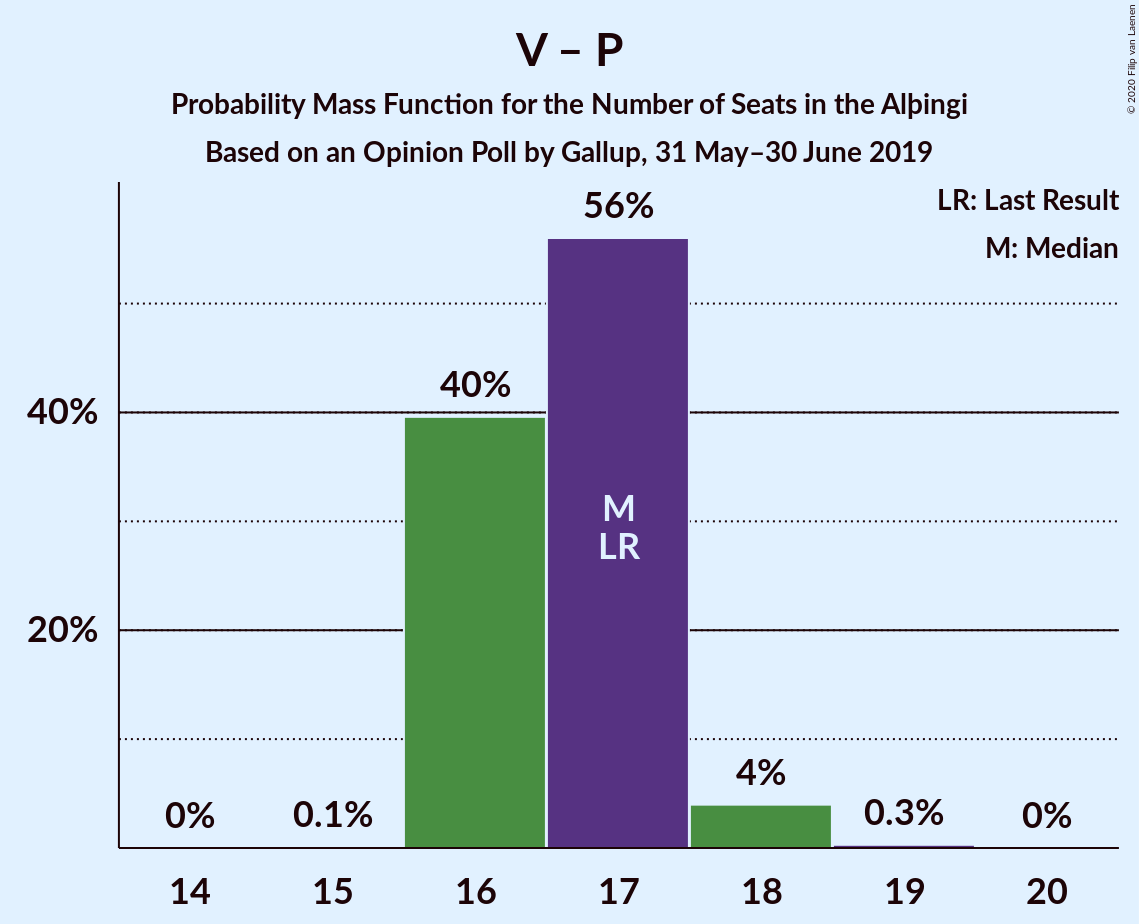 V – P
Probability Mass Function for the Number of Seats in the Alþingi
Based on an Opinion Poll by Gallup, 31 May–30 June 2019
© 2020 Filip van Laenen
LR: Last Result
M: Median
56%
40%
40%
M
LR
20%
0%
0.1%
4%
0.3%
0%
14
15
16
17
18
19
20